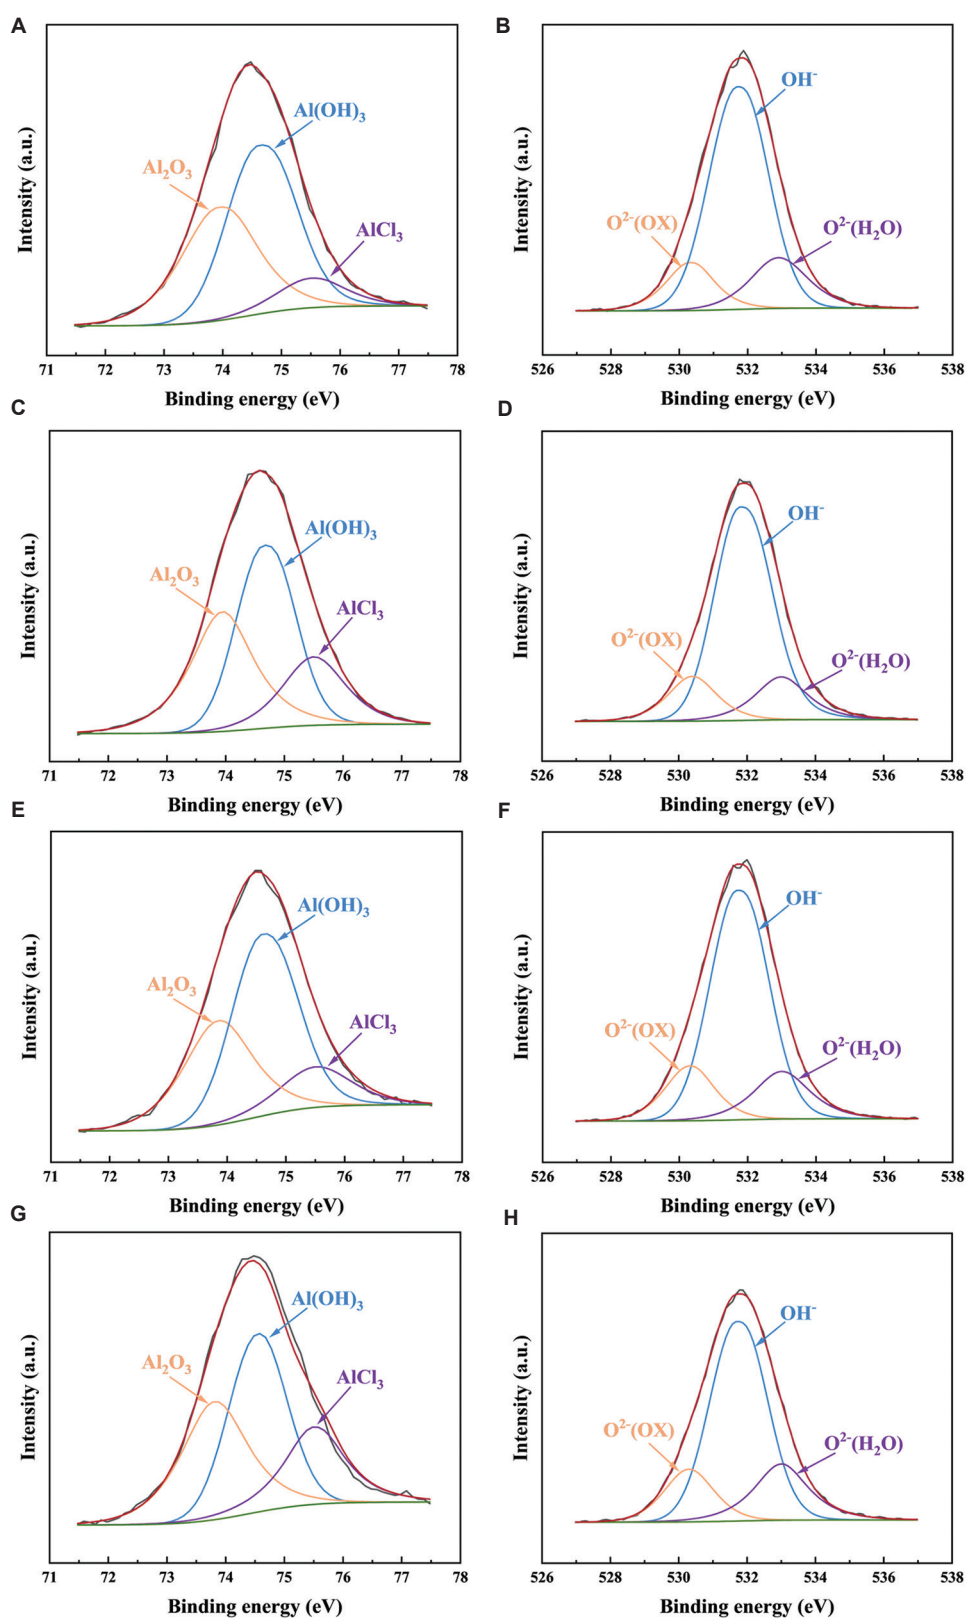 A
Intensity (a.u.)
Al₂O₃
Al(OH)₃
AlCl₃
71 72 73 74 75 76 77 78
Binding energy (eV)
B
Intensity (a.u.)
O²⁻(OX)
OH⁻
O²⁻(H₂O)
526 528 530 532 534 536 538
Binding energy (eV)
C
Intensity (a.u.)
Al₂O₃
Al(OH)₃
AlCl₃
71 72 73 74 75 76 77 78
Binding energy (eV)
D
Intensity (a.u.)
O²⁻(OX)
OH⁻
O²⁻(H₂O)
526 528 530 532 534 536 538
Binding energy (eV)
E
Intensity (a.u.)
Al₂O₃
Al(OH)₃
AlCl₃
71 72 73 74 75 76 77 78
Binding energy (eV)
F
Intensity (a.u.)
O²⁻(OX)
OH⁻
O²⁻(H₂O)
526 528 530 532 534 536 538
Binding energy (eV)
G
Intensity (a.u.)
Al₂O₃
Al(OH)₃
AlCl₃
71 72 73 74 75 76 77 78
Binding energy (eV)
H
Intensity (a.u.)
O²⁻(OX)
OH⁻
O²⁻(H₂O)
526 528 530 532 534 536 538
Binding energy (eV)